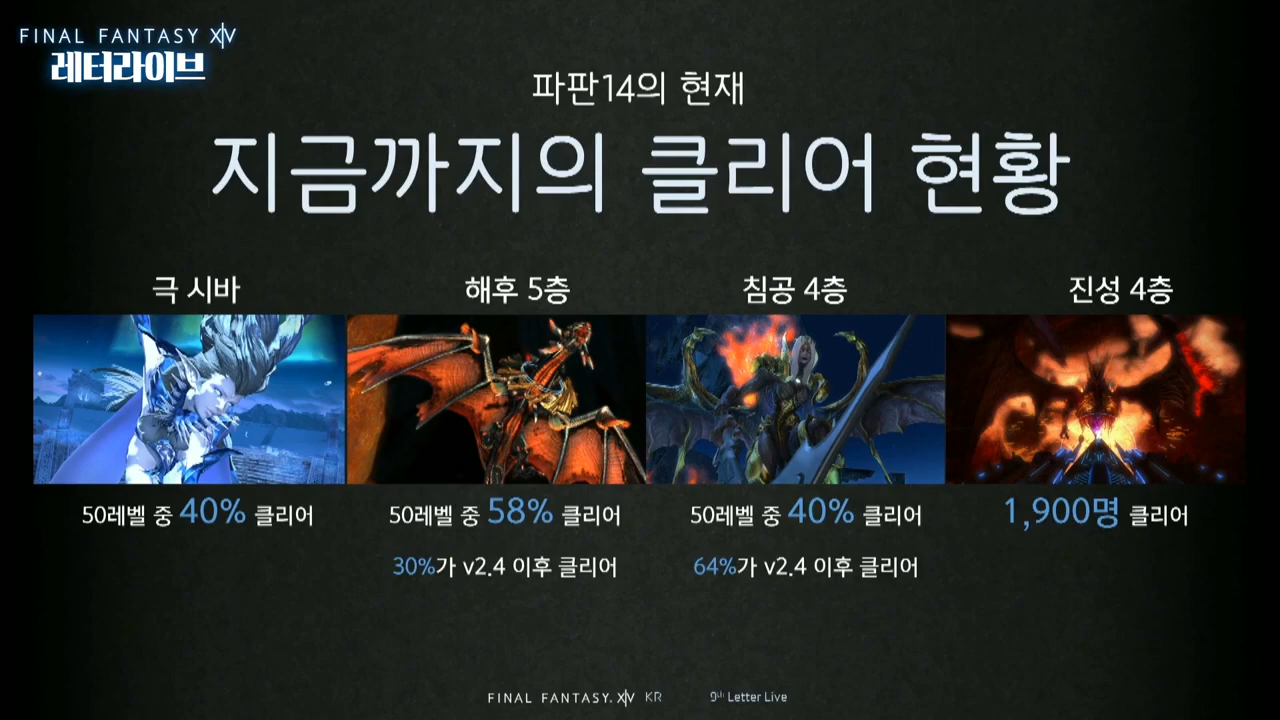 FINAL FANTASY XIV
레터라이브
파판14의 현재
지금까지의 클리어 현황
극 시바
해후 5층
침공 4층
진성 4층
50레벨 중 40% 클리어
50레벨 중 58% 클리어
50레벨 중 40% 클리어
1,900명 클리어
30%가 v2.4 이후 클리어
64%가 v2.4 이후 클리어
FINAL FANTASY. XIV KR
9th Letter Live